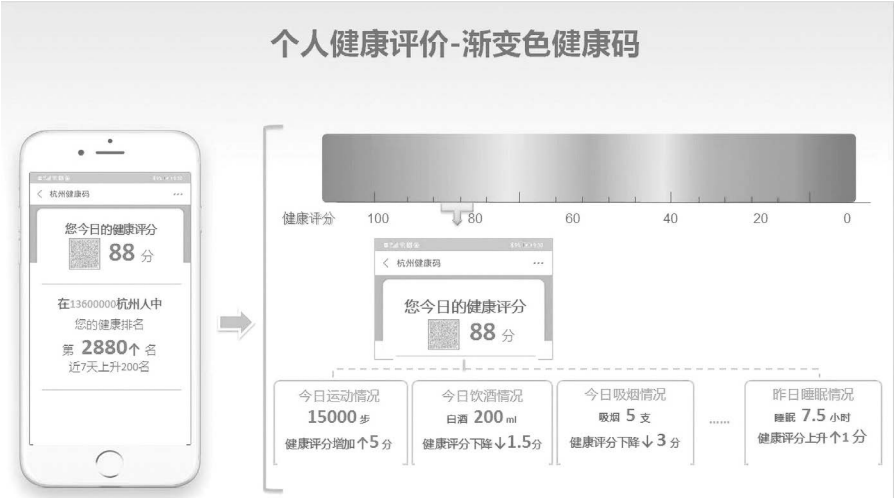 个人健康评价-渐变色健康码
杭州健康码
您今日的健康评分
88 分
在13600000杭州人中
您的健康排名
第 2880↑ 名
近7天上升200名
健康评分 100 80 60 40 20 0
杭州健康码
您今日的健康评分
88 分
今日运动情况
15000 步
健康评分增加↑5 分
今日饮酒情况
白酒 200 ml
健康评分下降↓1.5分
今日吸烟情况
吸烟 5 支
健康评分下降↓3 分
......
昨日睡眠情况
睡眠 7.5 小时
健康评分上升↑1 分